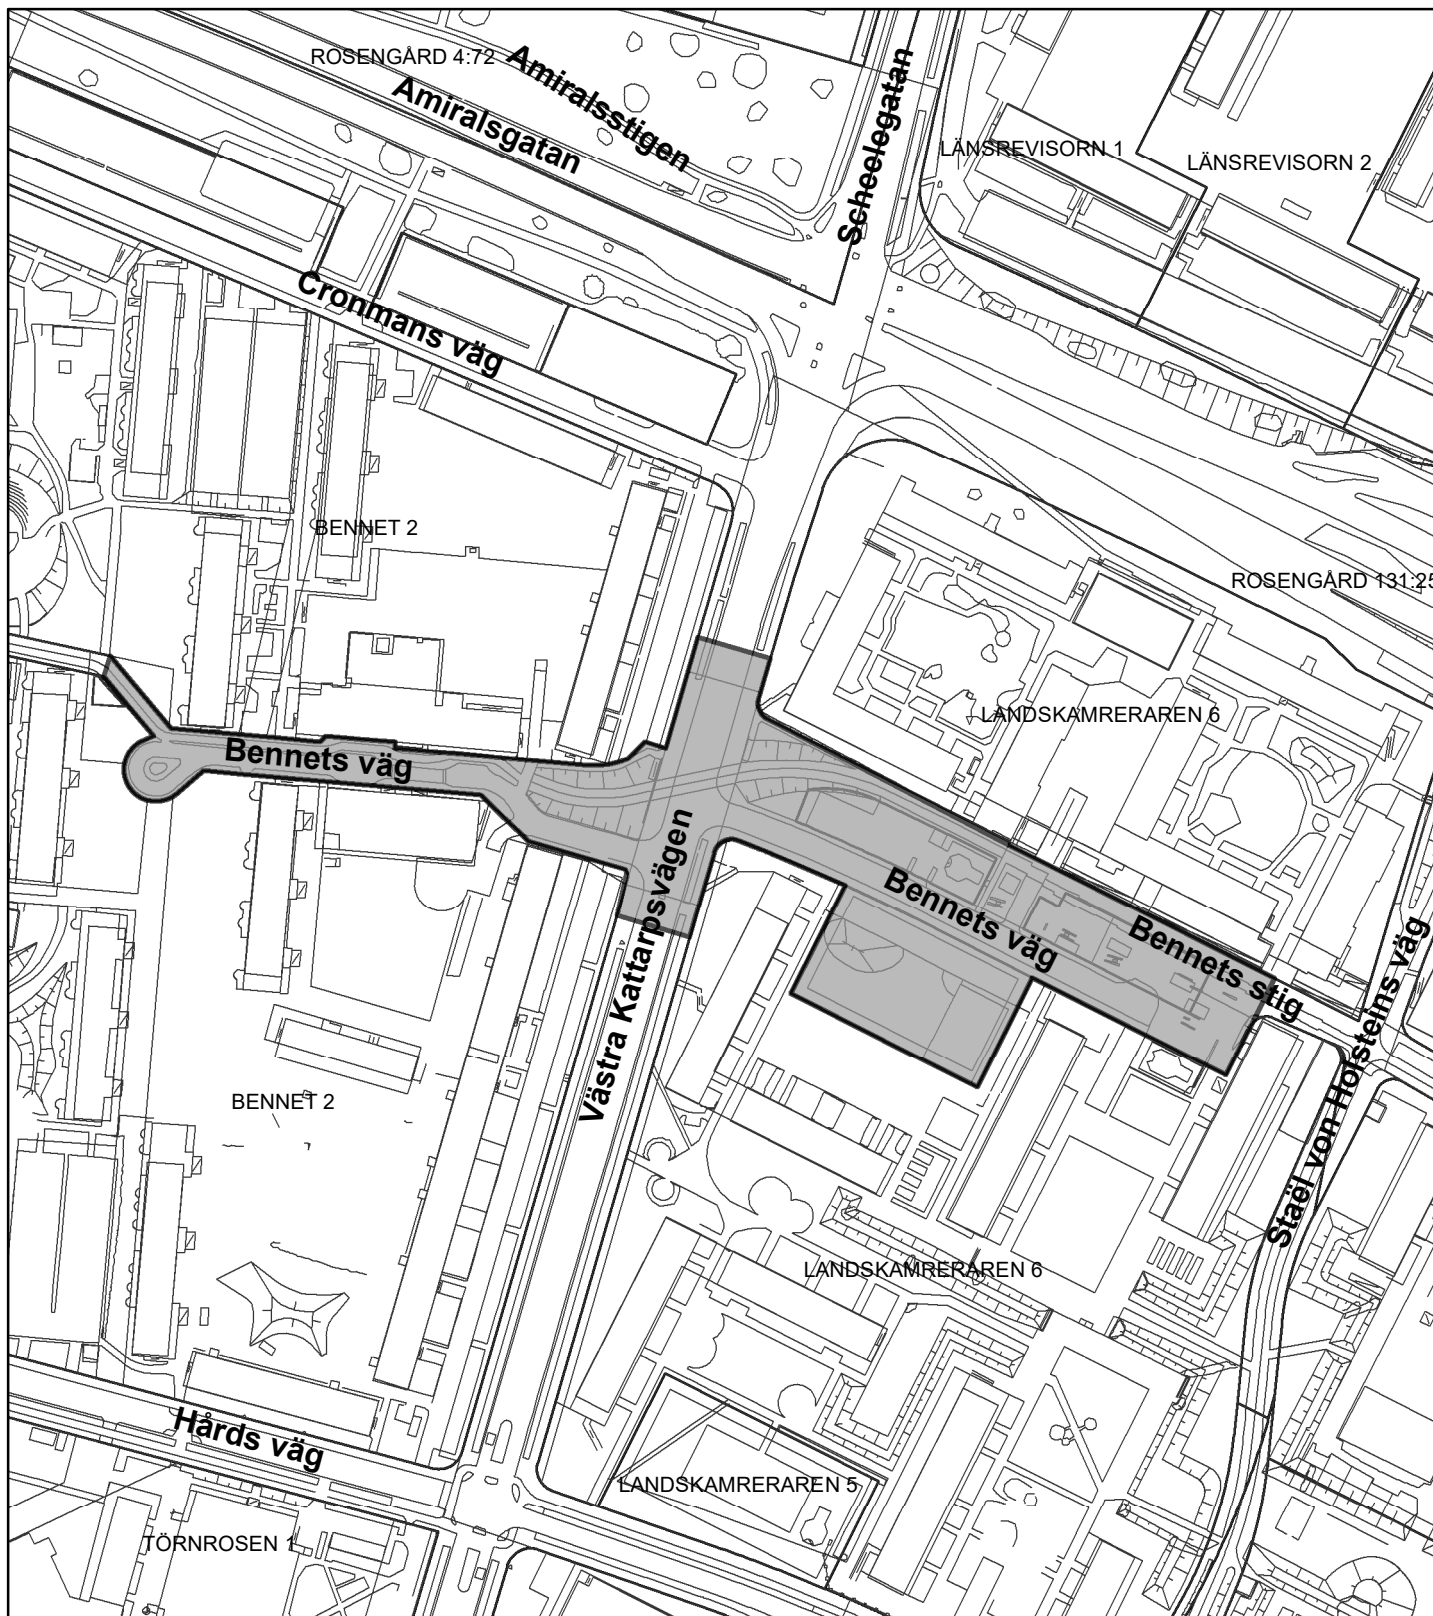 ROSENGÅRD 4:72
Amiralsstigen
Amiralsgatan
Scheelegatan
LÄNSREVISORN 1
LÄNSREVISORN 2
Cronmans väg
BENNET 2
ROSENGÅRD 131:25
LANDSKAMRERAREN 6
Bennets väg
Västra Kattarpsvägen
Bennets väg
Bennets stig
Staël von Holsteins väg
BENNET 2
LANDSKAMRERAREN 6
Hårds väg
LANDSKAMRERAREN 5
TÖRNROSEN 1